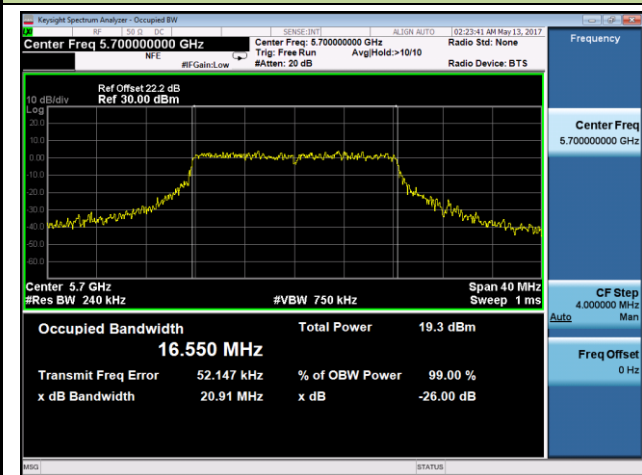 Keysight Spectrum Analyzer - Occupied BW
RF 50 Ω DC SENSE:INT ALIGN AUTO 02:23:41 AM May 13, 2017
Center Freq 5.700000000 GHz Center Freq: 5.700000000 GHz Radio Std: None Frequency
NFE Trig: Free Run Avg|Hold:>10/10
#IFGain:Low #Atten: 20 dB Radio Device: BTS
Ref Offset 22.2 dB
10 dB/div Ref 30.00 dBm
Log
20.0
10.0
0.00
-10.0
-20.0
-30.0
-40.0
-50.0
-60.0
Center Freq
5.700000000 GHz
Center 5.7 GHz Span 40 MHz
#Res BW 240 kHz #VBW 750 kHz Sweep 1 ms
CF Step
4.000000 MHz
Auto Man
Occupied Bandwidth Total Power 19.3 dBm
16.550 MHz
Transmit Freq Error 52.147 kHz % of OBW Power 99.00 %
x dB Bandwidth 20.91 MHz x dB -26.00 dB
Freq Offset
0 Hz
MSG STATUS